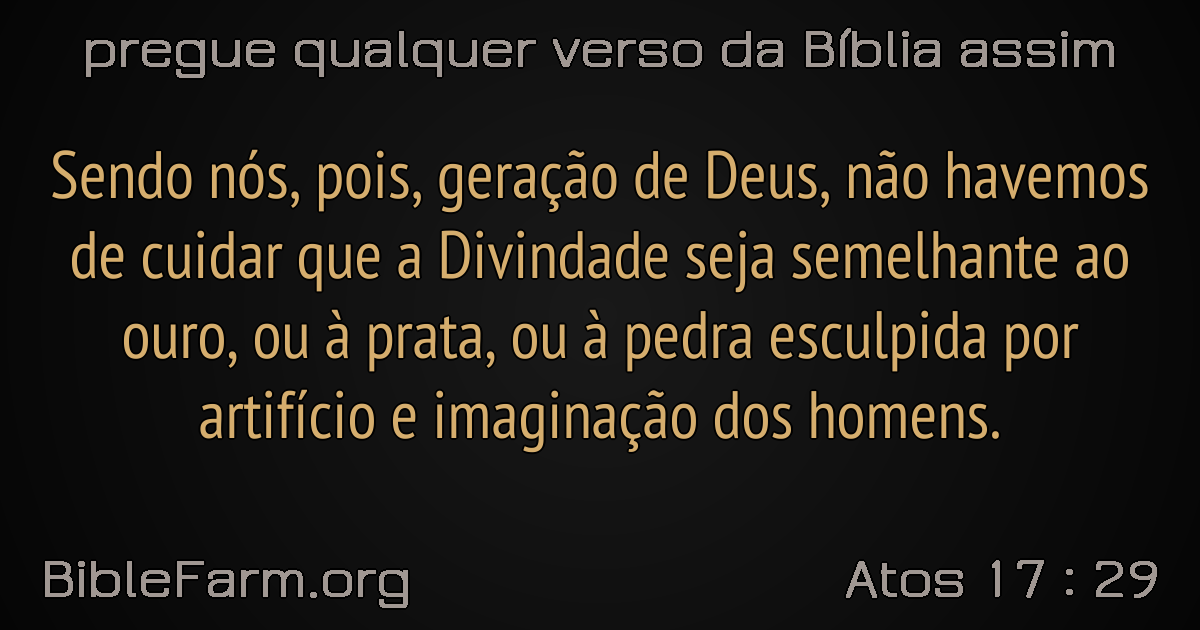 pregue qualquer verso da Bíblia assim
Sendo nós, pois, geração de Deus, não havemos
de cuidar que a Divindade seja semelhante ao
ouro, ou à prata, ou à pedra esculpida por
artifício e imaginação dos homens.
BibleFarm.org
Atos 17 : 29